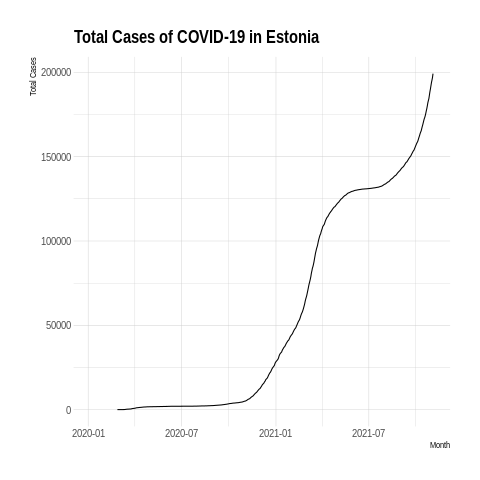 Total Cases of COVID-19 in Estonia
Total Cases
200000
150000
100000
50000
0
2020-01 2020-07 2021-01 2021-07
Month